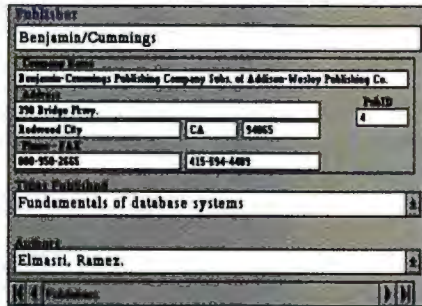 Publisher
Benjamin/Cummings
Company Name
Benjamin-Cummings Publishing Company Subs. of Addison-Wesley Publishing Co.
Address
390 Bridge Pkwy.
PubID
4
Redwood City CA 94065
Phone - FAX
800-950-2665 415-594-4409
Titles Published
Fundamentals of database systems
Authors
Elmasri, Ramez.
Publishers